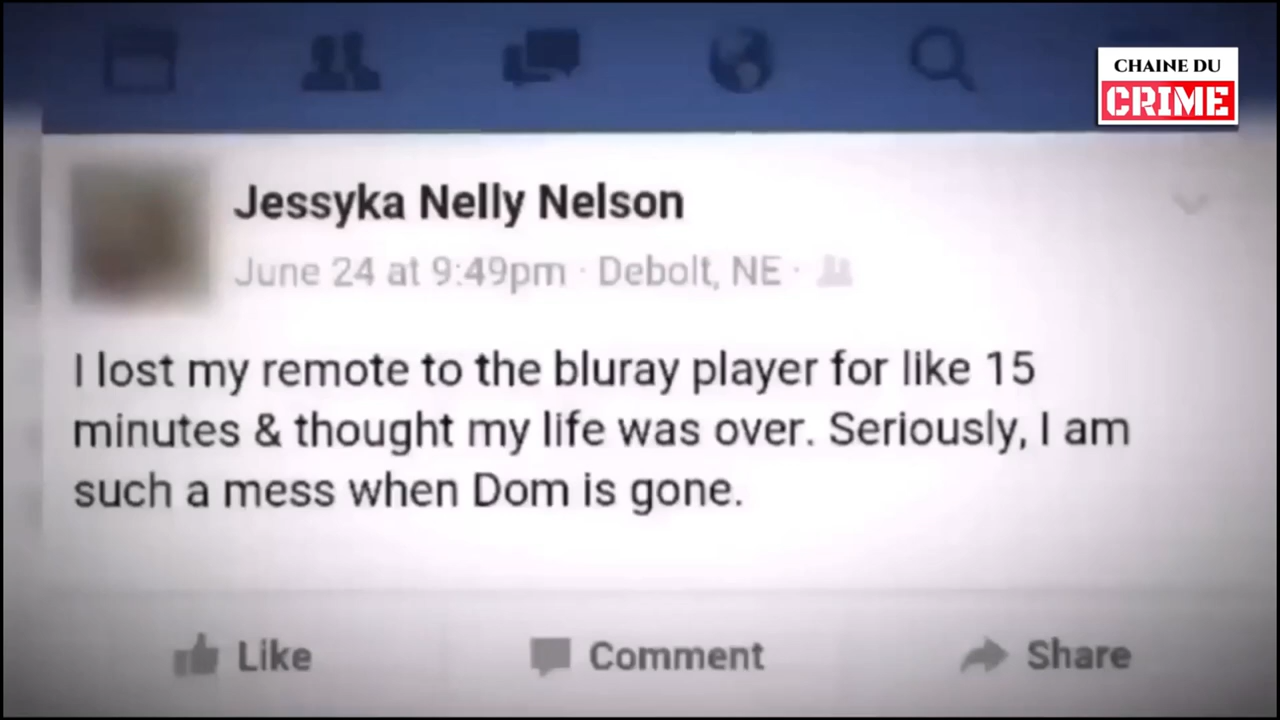 CHAINE DU
CRIME
Jessyka Nelly Nelson
June 24 at 9:49pm · Debolt, NE ·
I lost my remote to the bluray player for like 15
minutes & thought my life was over. Seriously, I am
such a mess when Dom is gone.
Like Comment Share